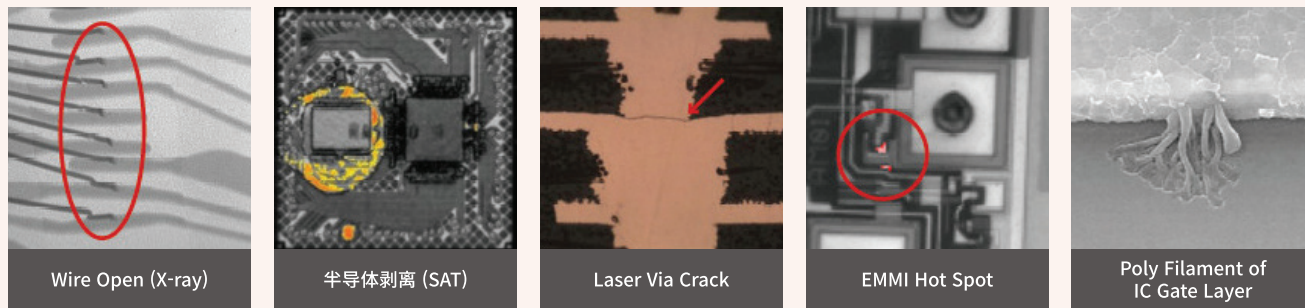 Wire Open (X-ray)
半导体剥离 (SAT)
Laser Via Crack
EMMI Hot Spot
Poly Filament of
IC Gate Layer